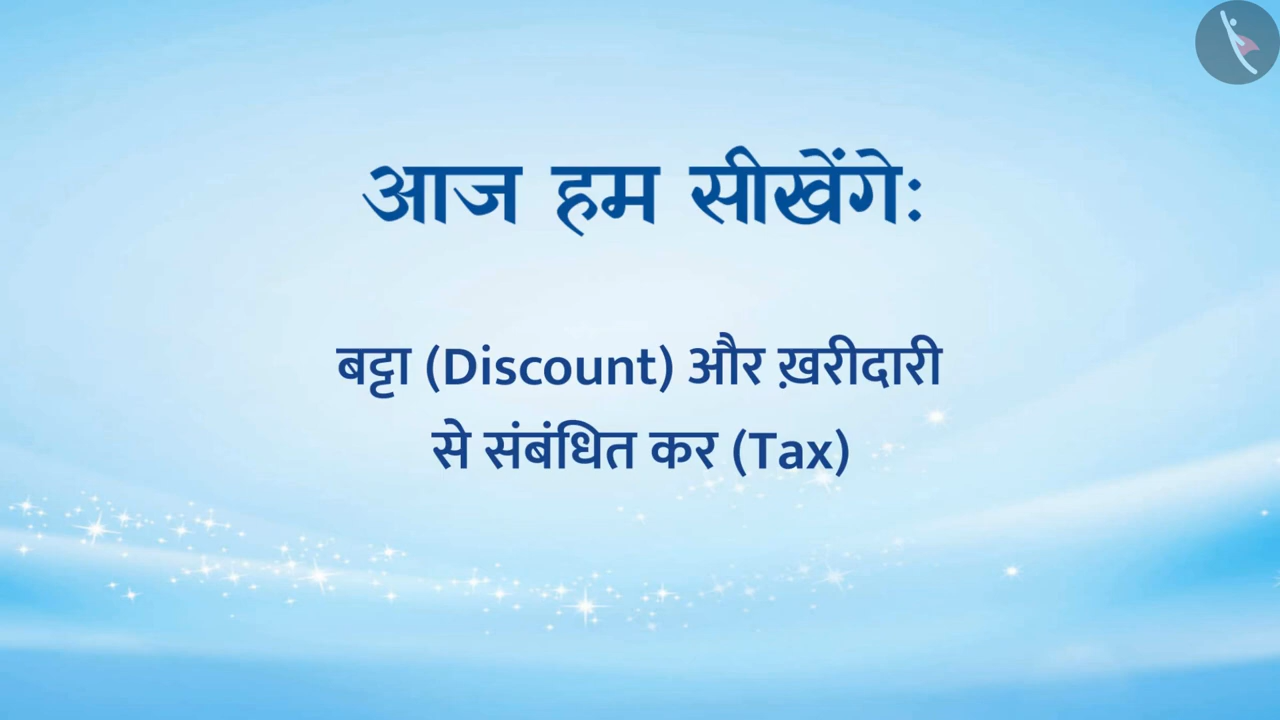 आज हम सीखेंगे:
बट्टा (Discount) और ख़रीदारी
से संबंधित कर (Tax)